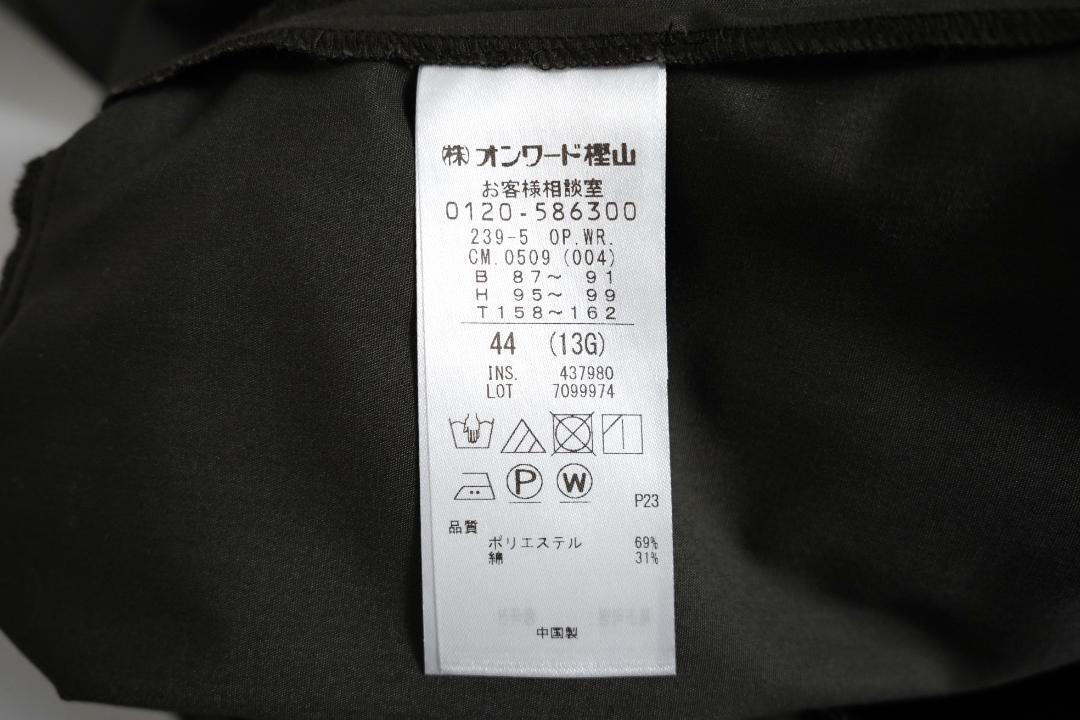 ㈱オンワード樫山
お客様相談室
0120-586300
239-5 OP.WR.
CM.0509 (004)
B 87〜 91
H 95〜 99
T158〜162
44 (13G)
INS. 437980
LOT 7099974
P W
P23
品質
ポリエステル 69%
綿 31%
中国製